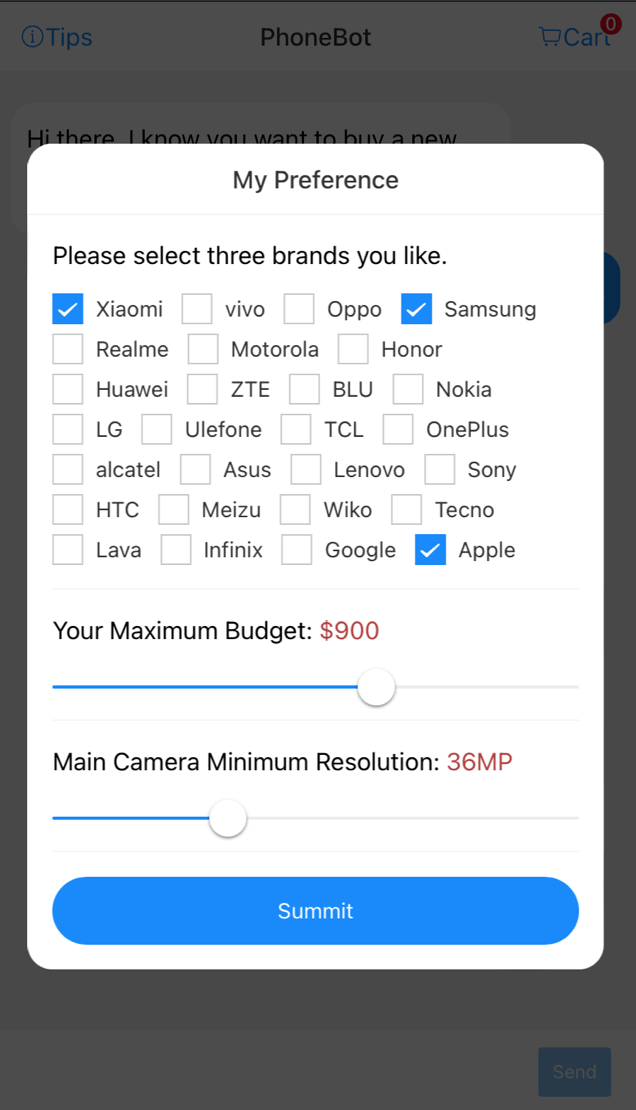 Tips PhoneBot Cart 0
Hi there. I know you want to buy a new
My Preference
Please select three brands you like.
Xiaomi vivo Oppo Samsung
Realme Motorola Honor
Huawei ZTE BLU Nokia
LG Ulefone TCL OnePlus
alcatel Asus Lenovo Sony
HTC Meizu Wiko Tecno
Lava Infinix Google Apple
Your Maximum Budget: $900
Main Camera Minimum Resolution: 36MP
Summit
Send